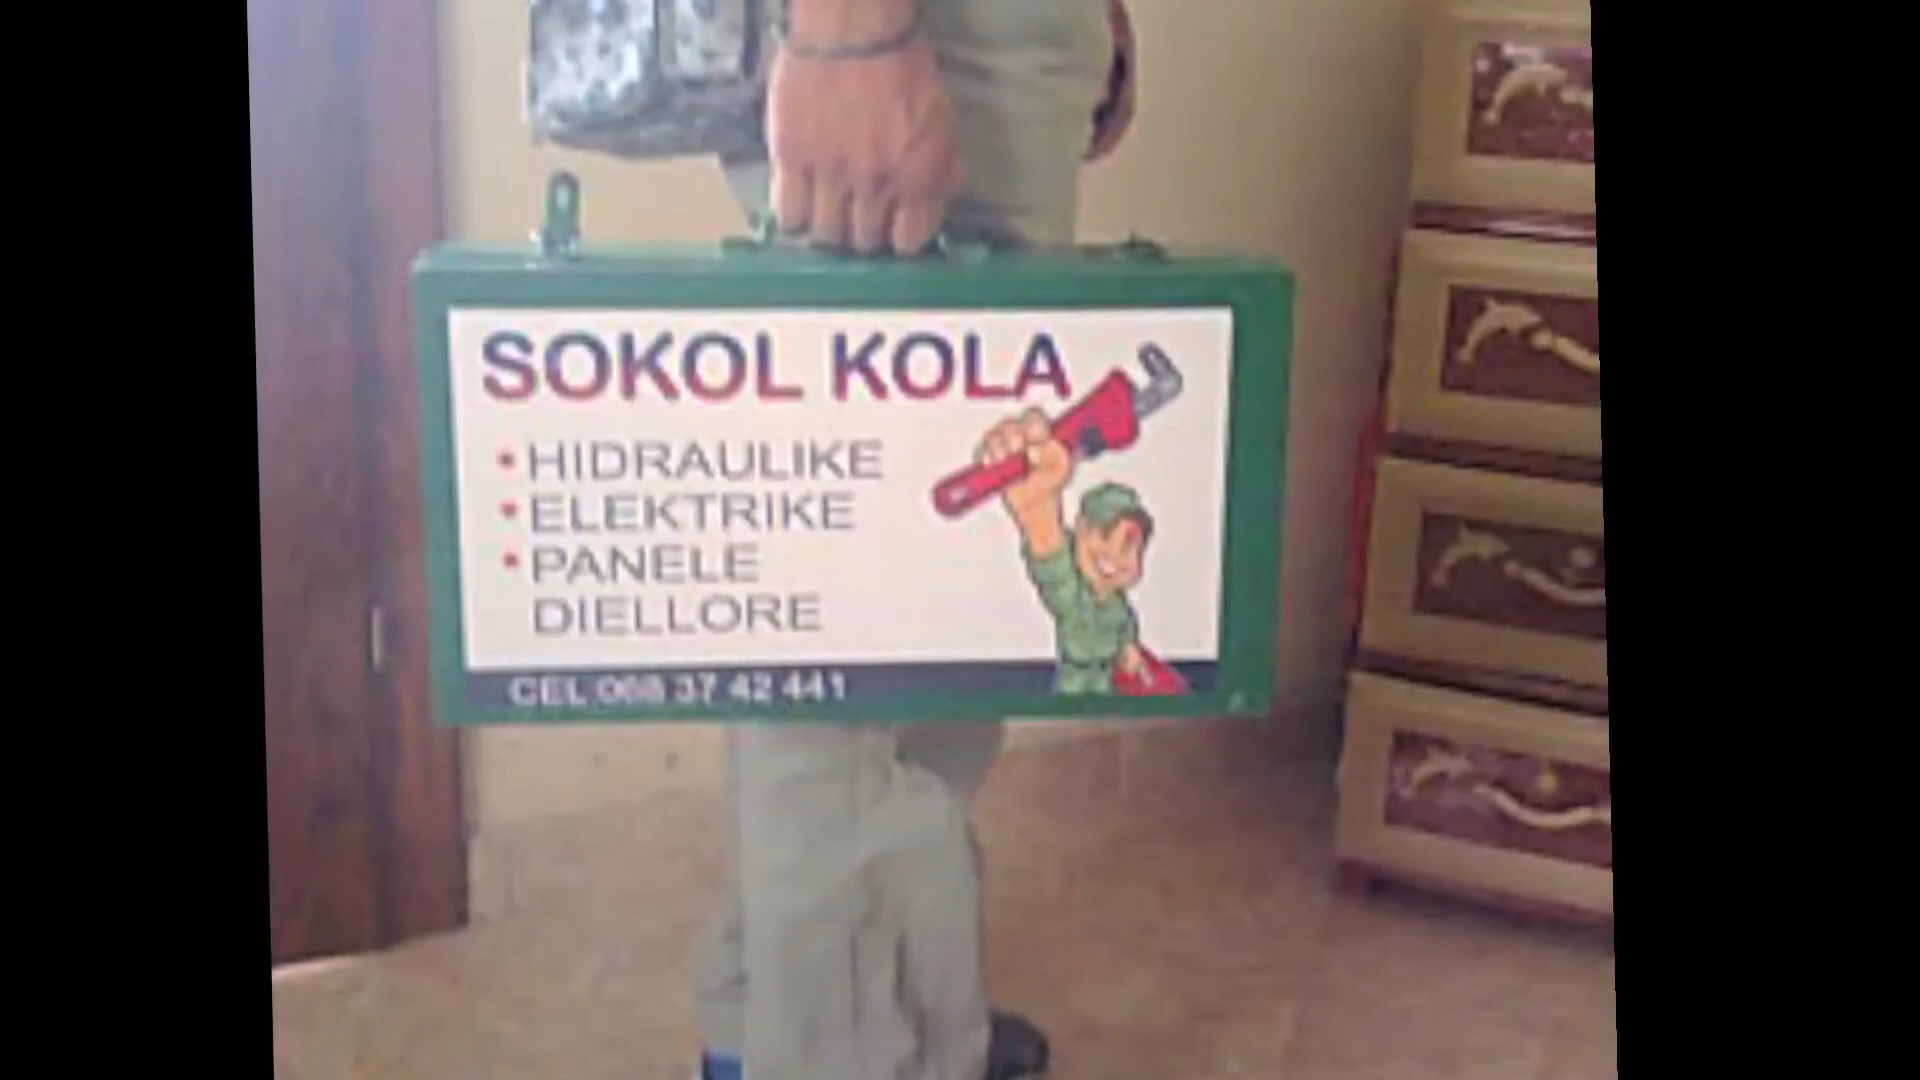 SOKOL KOLA
• HIDRAULIKE
• ELEKTRIKE
• PANELE
DIELLORE
CEL 068 37 42 441